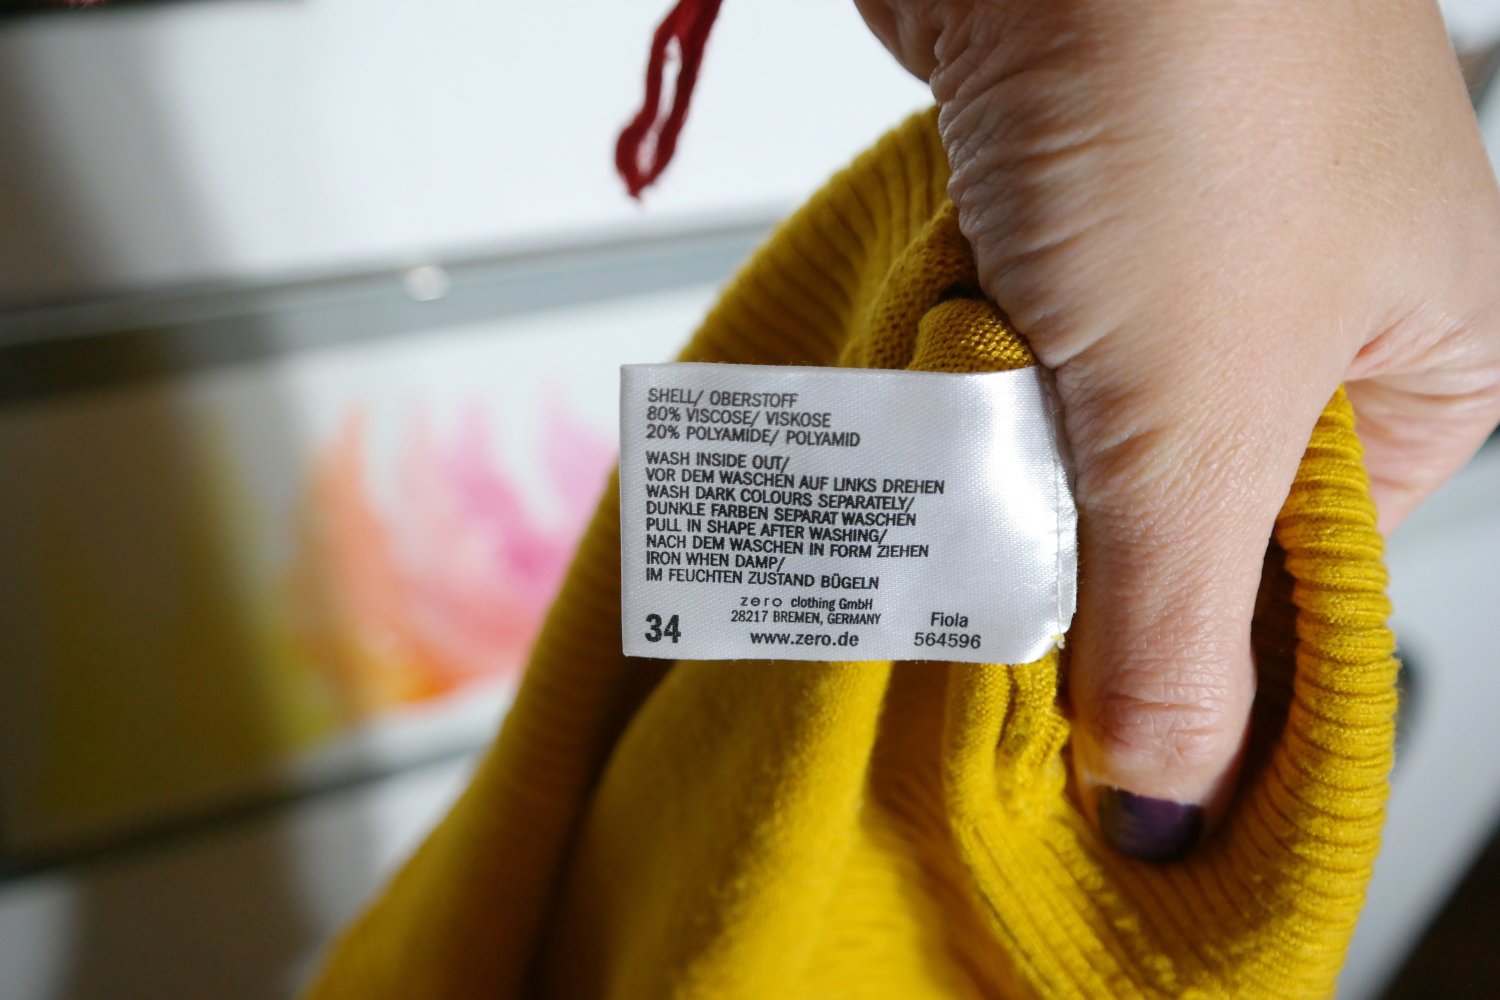 SHELL/ OBERSTOFF
80% VISCOSE/ VISKOSE
20% POLYAMIDE/ POLYAMID
WASH INSIDE OUT/
VOR DEM WASCHEN AUF LINKS DREHEN
WASH DARK COLOURS SEPARATELY/
DUNKLE FARBEN SEPARAT WASCHEN
PULL IN SHAPE AFTER WASHING/
NACH DEM WASCHEN IN FORM ZIEHEN
IRON WHEN DAMP/
IM FEUCHTEN ZUSTAND BÜGELN
zero clothing GmbH
28217 BREMEN, GERMANY
34 www.zero.de
Fiola
564596